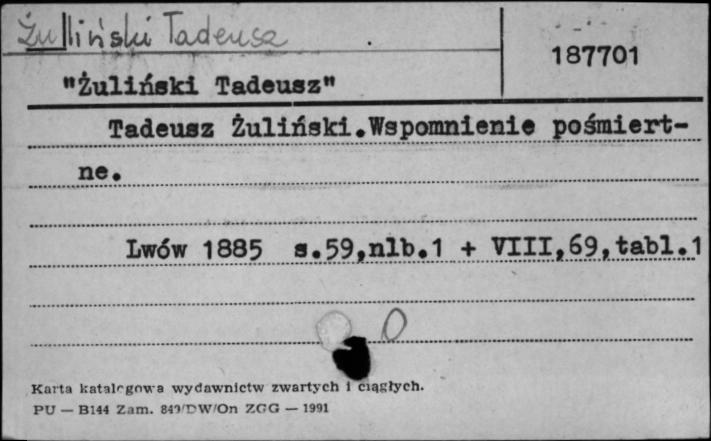 Żuliński Tadeusz
187701
"Żuliński Tadeusz"
Tadeusz Żuliński.Wspomnienie pośmiert-
ne.
Lwów 1885 s.59,nlb.1 + VIII,69,tabl.1
0
Karta katalogowa wydawnictw zwartych i ciągłych.
PU — B144 Zam. 849/DW/On ZGG — 1991